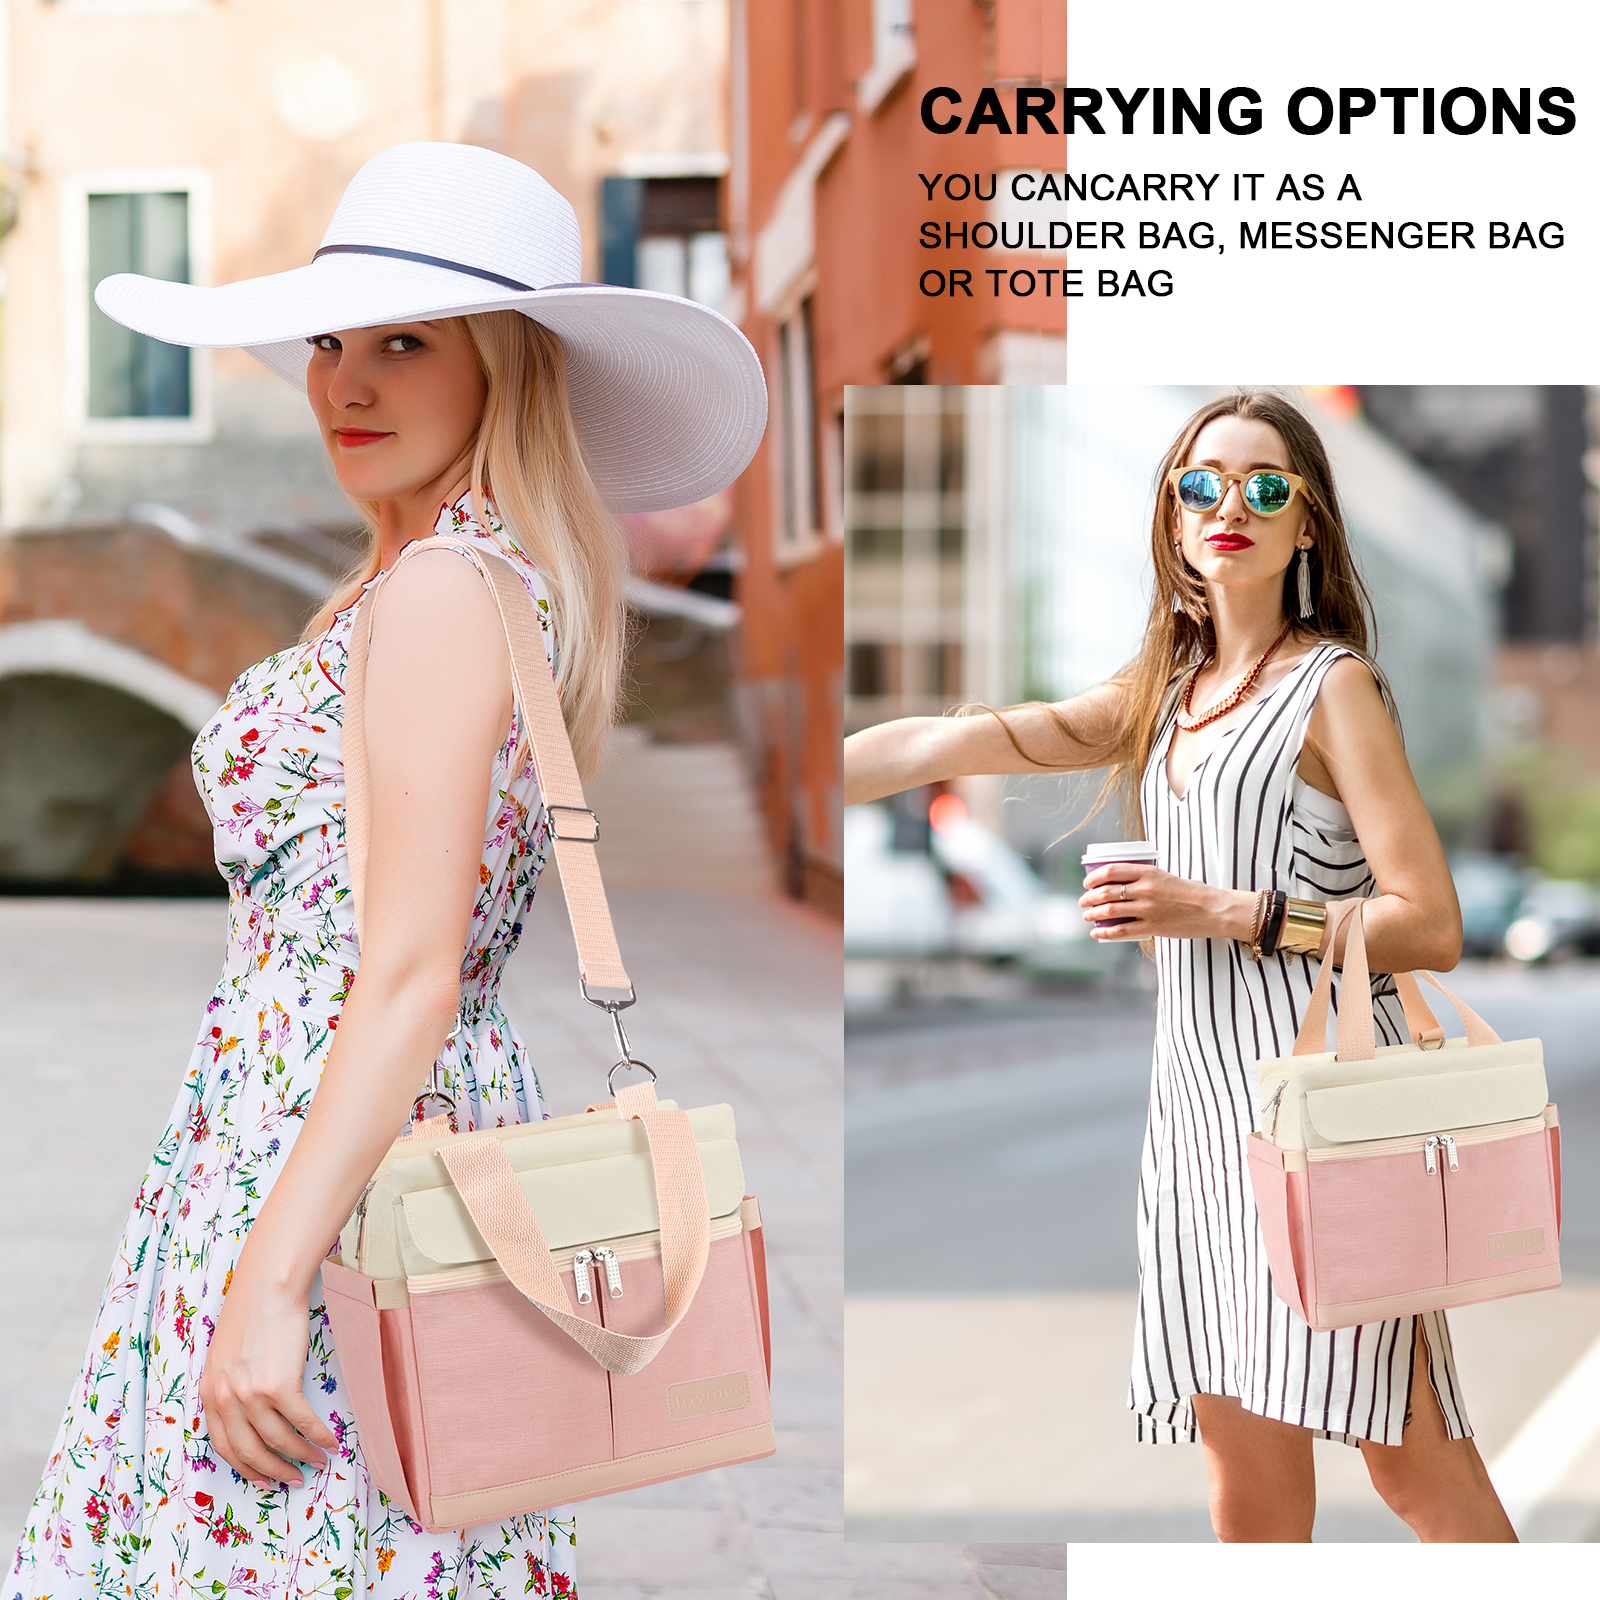 CARRYING OPTIONS
YOU CANCARRY IT AS A
SHOULDER BAG, MESSENGER BAG
OR TOTE BAG